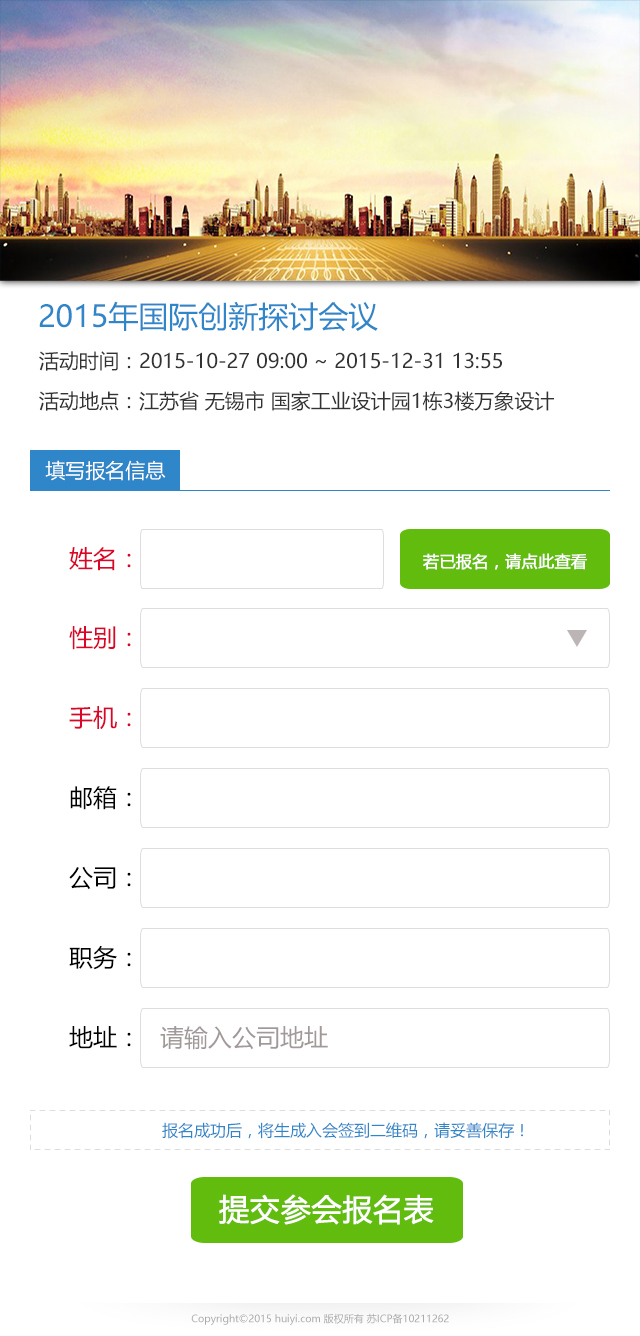 2015年国际创新探讨会议
活动时间：2015-10-27 09:00 ~ 2015-12-31 13:55
活动地点：江苏省 无锡市 国家工业设计园1栋3楼万象设计
填写报名信息
姓名：
若已报名，请点此查看
性别：
手机：
邮箱：
公司：
职务：
地址：请输入公司地址
报名成功后，将生成入会签到二维码，请妥善保存！
提交参会报名表
Copyright©2015 huiyi.com 版权所有 苏ICP备10211262